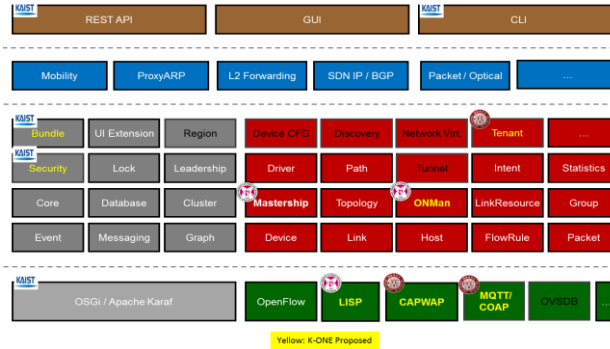 KAIST
KAIST
REST API
GUI
CLI
Mobility
ProxyARP
L2 Forwarding
SDN IP / BGP
Packet / Optical
...
KAIST
Bundle
UI Extension
Region
Device CFG
Discovery
Network Virt.
Tenant
...
KAIST
Security
Lock
Leadership
Driver
Path
Tunnel
Intent
Statistics
Core
Database
Cluster
Mastership
Topology
ONMan
LinkResource
Group
Event
Messaging
Graph
Device
Link
Host
FlowRule
Packet
KAIST
OSGi / Apache Karaf
OpenFlow
LISP
CAPWAP
MQTT/
COAP
OVSDB
...
Yellow: K-ONE Proposed